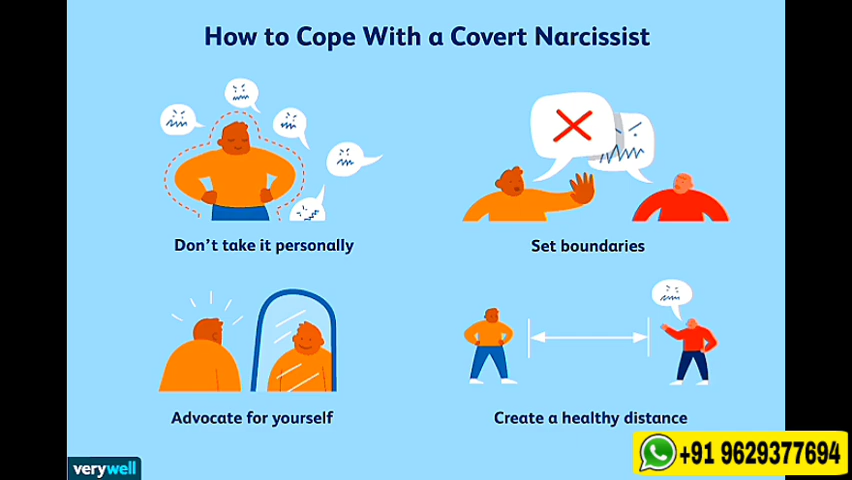 How to Cope With a Covert Narcissist
Don't take it personally
Set boundaries
Advocate for yourself
Create a healthy distance
verywell
+91 9629377694